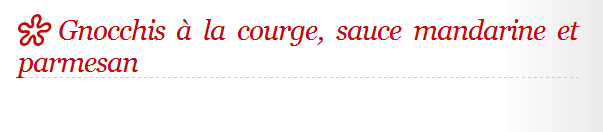 Gnocchis à la courge, sauce mandarine et
parmesan